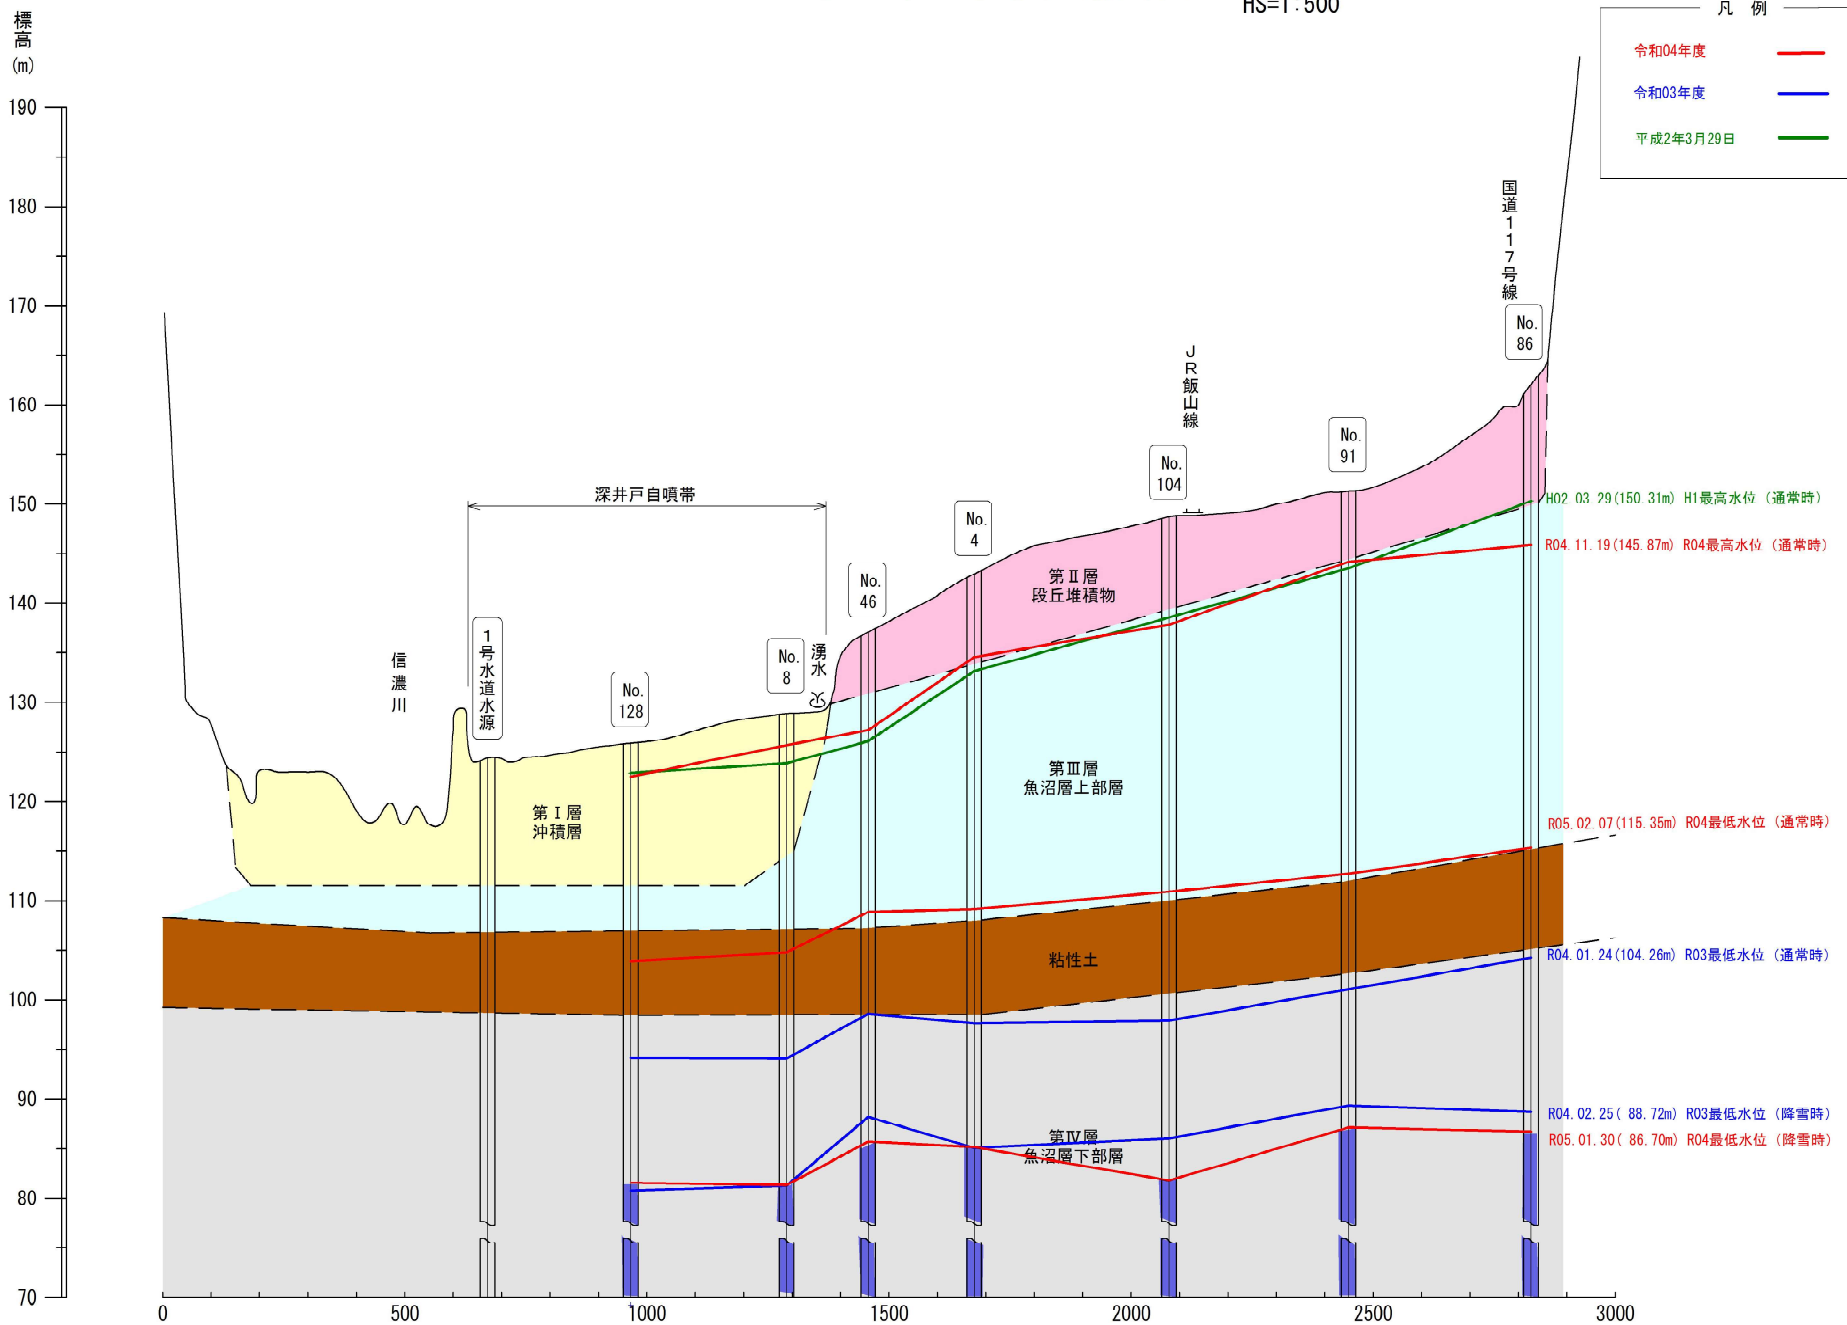 HS=1:500
標高
(m)
凡 例
令和04年度
令和03年度
平成2年3月29日
190
180
170
160
150
140
130
120
110
100
90
80
70
国道117号線
No.
86
JR飯山線
No.
91
No.
104
深井戸自噴帯
No.
4
No.
46
湧水
No.
8
1号水道水源
信濃川
No.
128
第Ⅱ層
段丘堆積物
第Ⅲ層
魚沼層上部層
第Ⅰ層
沖積層
粘性土
第Ⅳ層
魚沼層下部層
H02.03.29(150.31m) H1最高水位 (通常時)
R04.11.19(145.87m) R04最高水位 (通常時)
R05.02.07(115.35m) R04最低水位 (通常時)
R04.01.24(104.26m) R03最低水位 (通常時)
R04.02.25( 88.72m) R03最低水位 (降雪時)
R05.01.30( 86.70m) R04最低水位 (降雪時)
0
500
1000
1500
2000
2500
3000